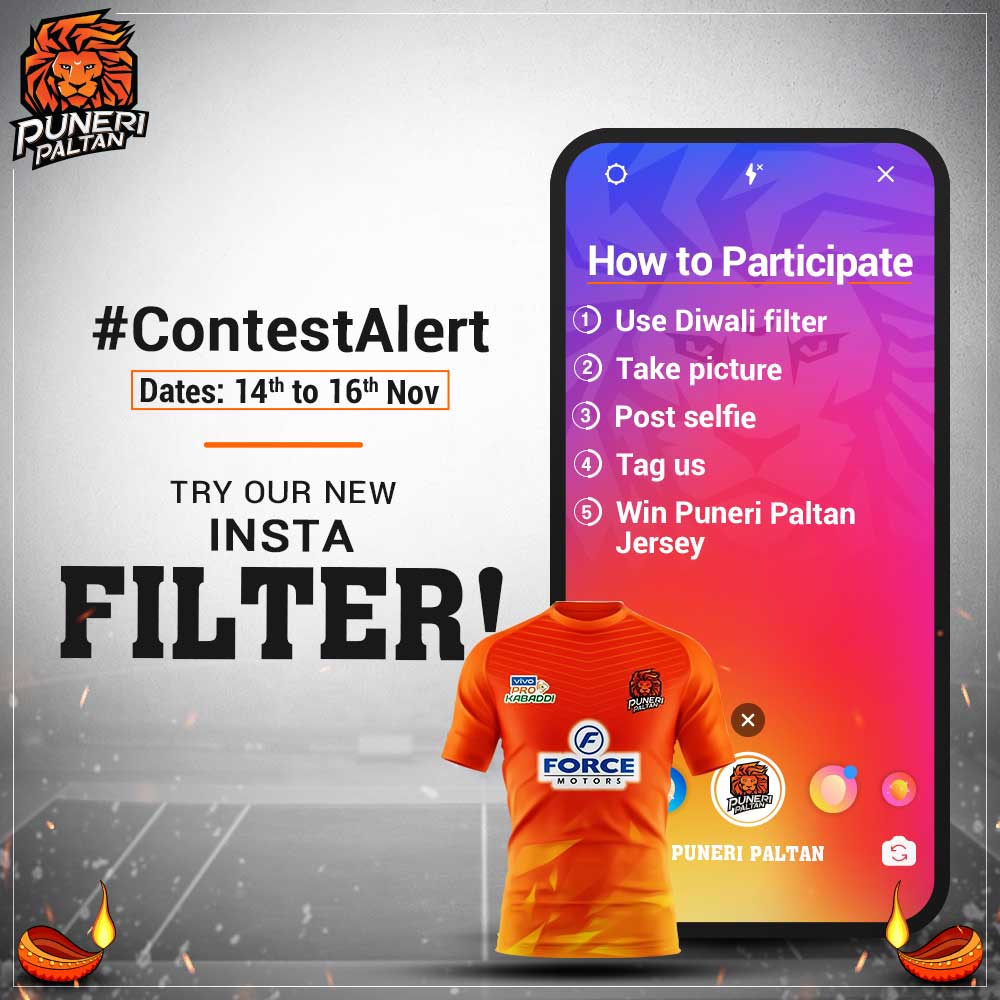 PUNERI
PALTAN
#ContestAlert
Dates: 14th to 16th Nov
TRY OUR NEW
INSTA
FILTER!
How to Participate
1 Use Diwali filter
2 Take picture
3 Post selfie
4 Tag us
5 Win Puneri Paltan
Jersey
vivo
PRO
KABADDI
PUNERI
PALTAN
F
FORCE
MOTORS
PUNERI
PALTAN
PUNERI PALTAN